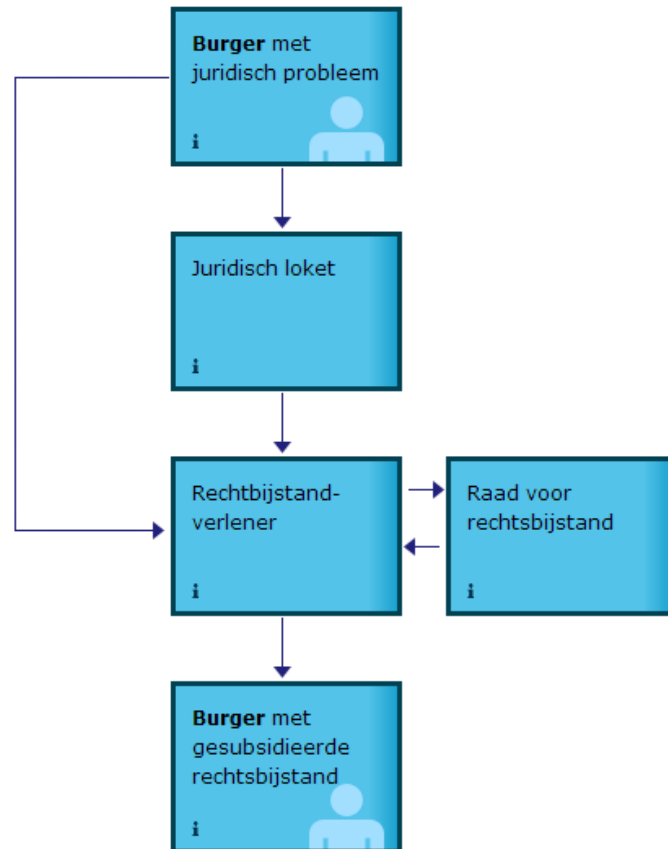 Burger met
juridisch probleem
i
Juridisch loket
i
Rechtbijstand-
verlener
i
Raad voor
rechtsbijstand
i
Burger met
gesubsidieerde
rechtsbijstand
i